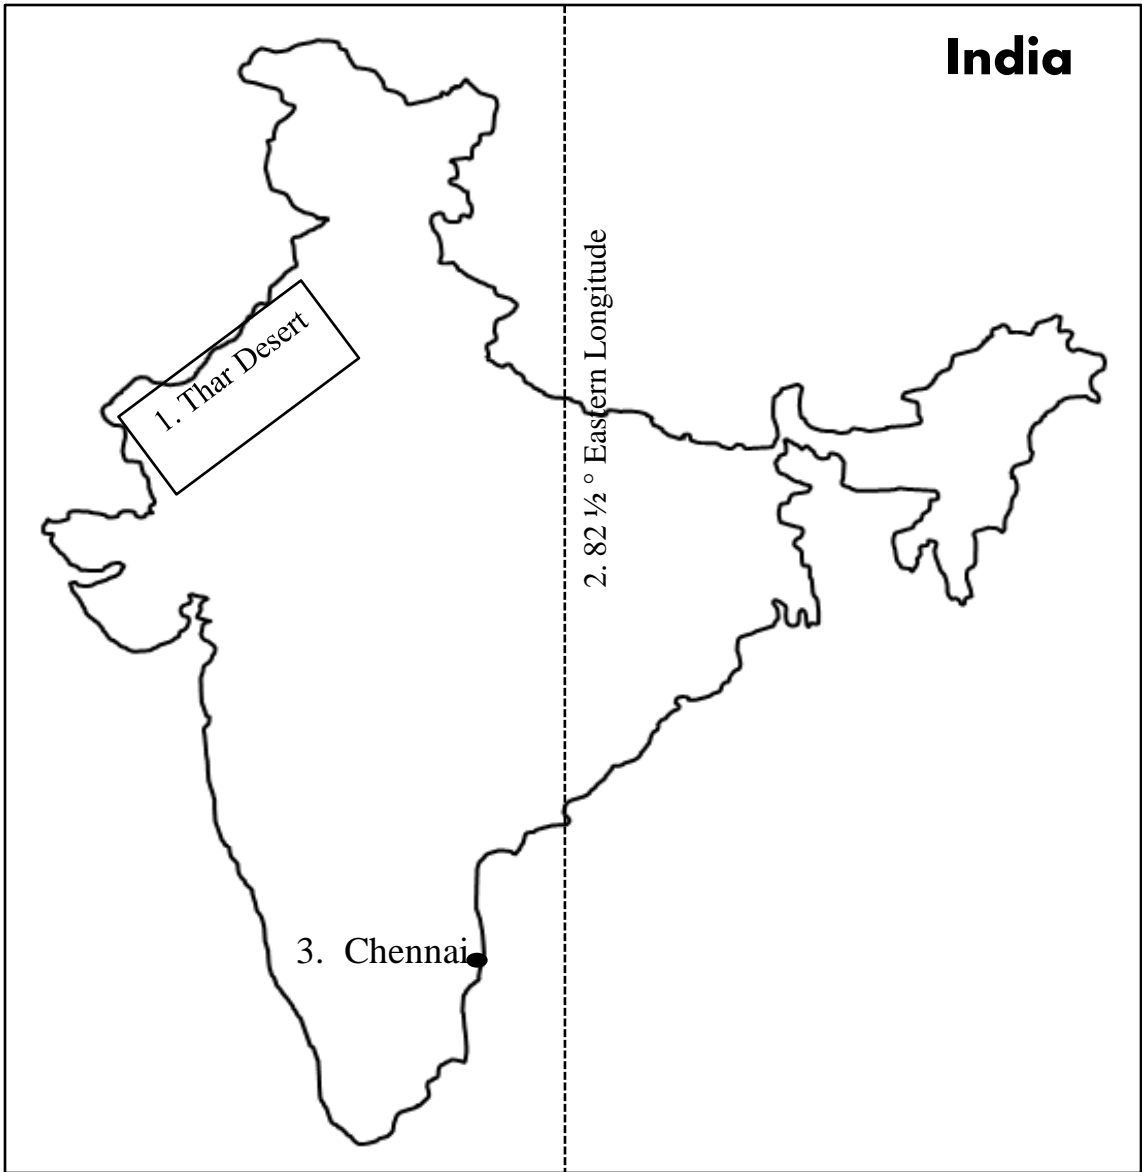 India
1. Thar Desert
2. 82 ½ ° Eastern Longitude
3. Chennai